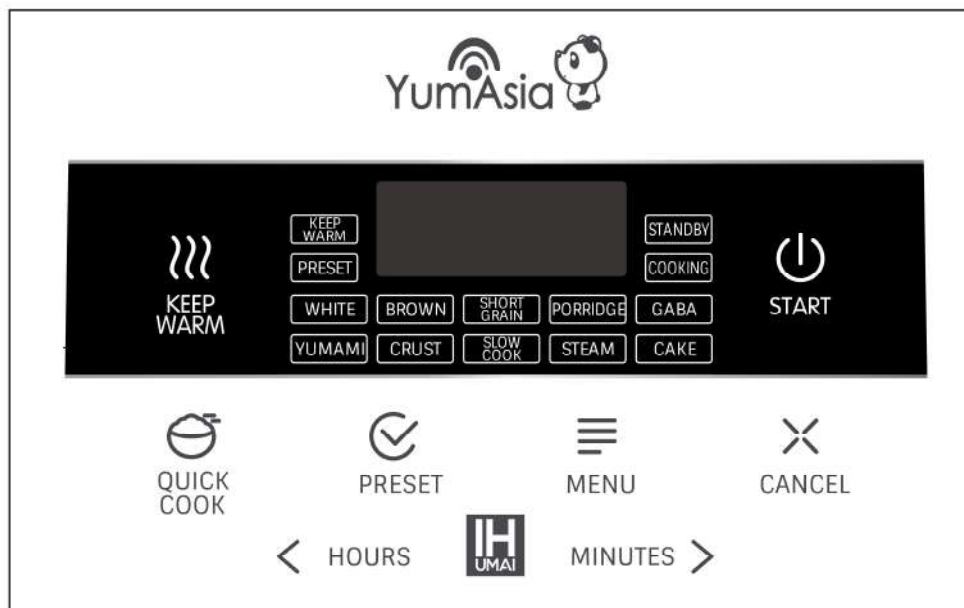 YumAsia
KEEP
WARM
STANDBY
PRESET
COOKING
KEEP
WARM
START
WHITE BROWN SHORT
GRAIN PORRIDGE GABA
YUMAMI CRUST SLOW
COOK STEAM CAKE
QUICK
COOK
PRESET
MENU
CANCEL
HOURS
IH
UMAI
MINUTES